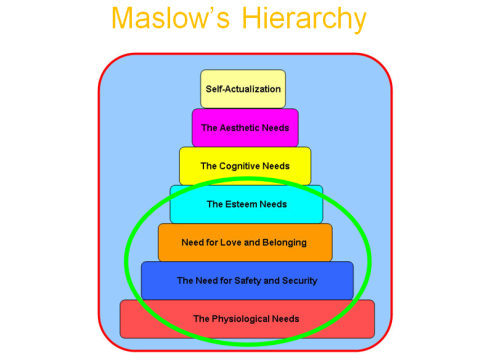 Maslow's Hierarchy
Self-Actualization
The Aesthetic Needs
The Cognitive Needs
The Esteem Needs
Need for Love and Belonging
The Need for Safety and Security
The Physiological Needs